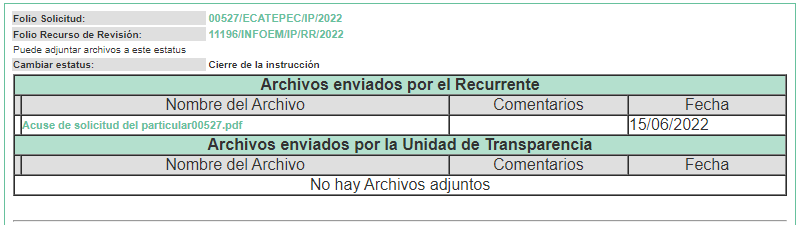 Folio Solicitud: 00527/ECATEPEC/IP/2022
Folio Recurso de Revisión: 11196/INFOEM/IP/RR/2022
Puede adjuntar archivos a este estatus
Cambiar estatus: Cierre de la instrucción
Archivos enviados por el Recurrente
Nombre del Archivo Comentarios Fecha
Acuse de solicitud del particular00527.pdf 15/06/2022
Archivos enviados por la Unidad de Transparencia
Nombre del Archivo Comentarios Fecha
No hay Archivos adjuntos